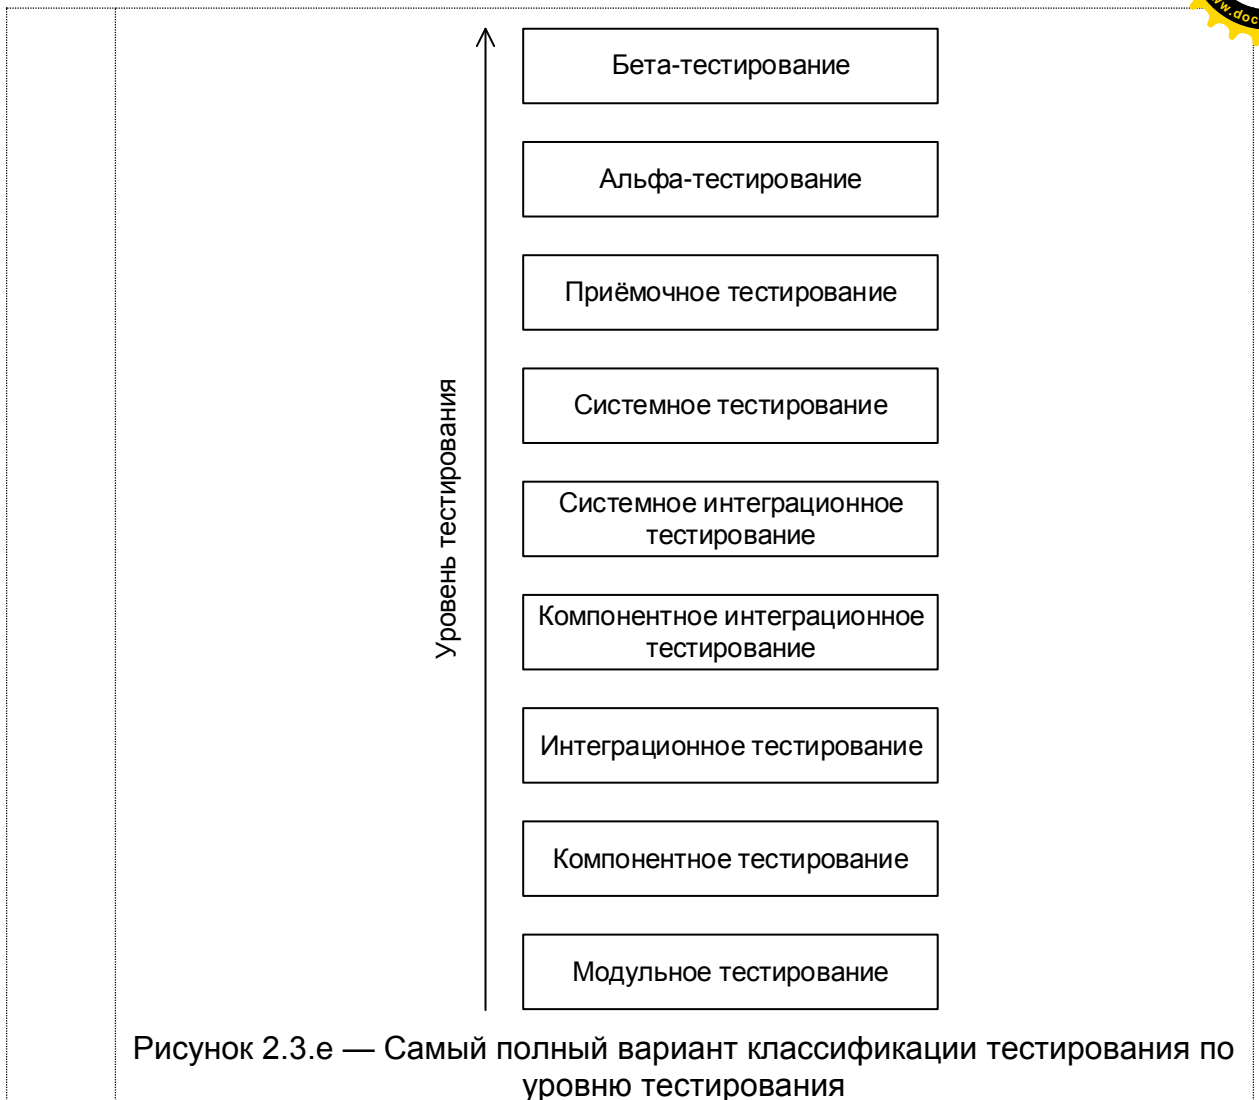 w.doc
Бета-тестирование
Альфа-тестирование
Приёмочное тестирование
Системное тестирование
Системное интеграционное
тестирование
Компонентное интеграционное
тестирование
Интеграционное тестирование
Компонентное тестирование
Модульное тестирование
Уровень тестирования
Рисунок 2.3.e — Самый полный вариант классификации тестирования по
уровню тестирования